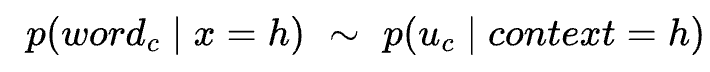 p(word_c | x = h) ∼ p(u_c | context = h)